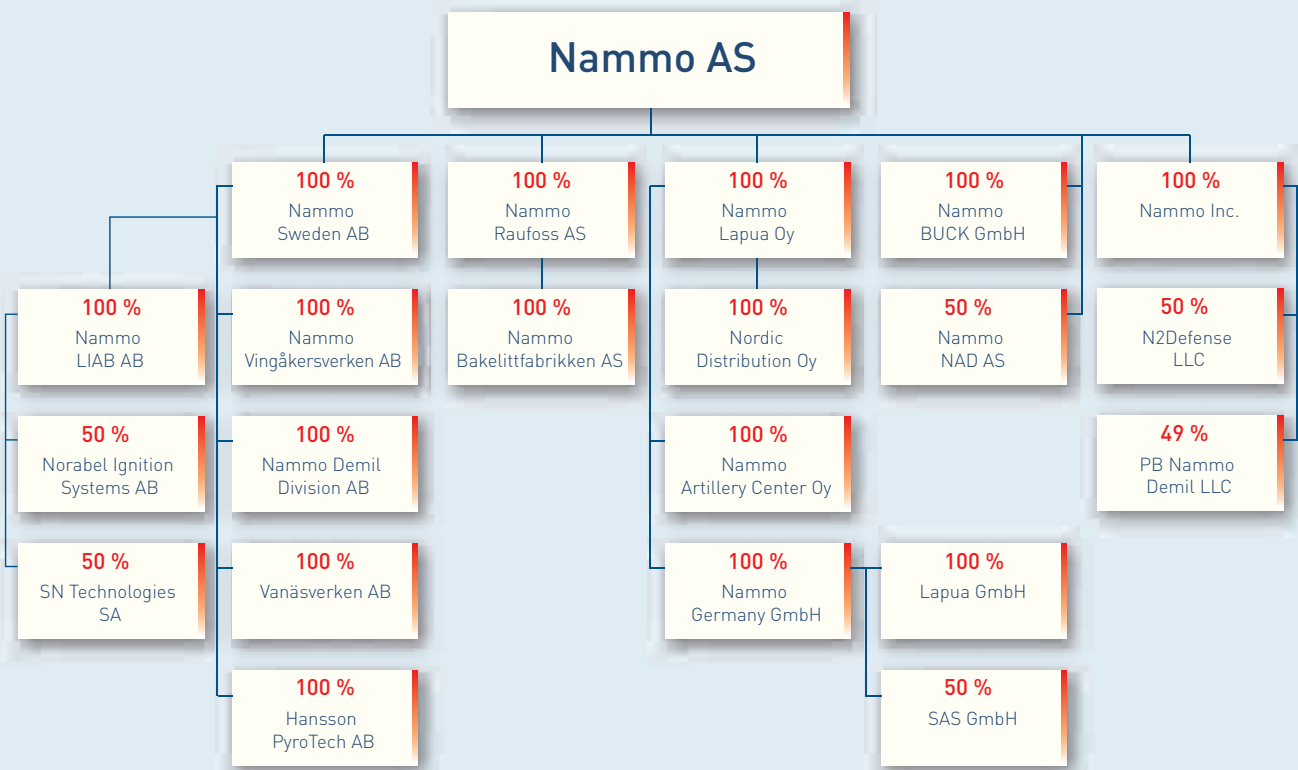 Nammo AS
100 %
Nammo
Sweden AB
100 %
Nammo
Raufoss AS
100 %
Nammo
Lapua Oy
100 %
Nammo
BUCK GmbH
100 %
Nammo Inc.
100 %
Nammo
LIAB AB
100 %
Nammo
Vingåkersverken AB
100 %
Nammo
Bakelittfabrikken AS
100 %
Nordic
Distribution Oy
50 %
Nammo
NAD AS
50 %
N2Defense
LLC
50 %
Norabel Ignition
Systems AB
100 %
Nammo Demil
Division AB
100 %
Nammo
Artillery Center Oy
49 %
PB Nammo
Demil LLC
50 %
SN Technologies
SA
100 %
Vanäsverken AB
100 %
Nammo
Germany GmbH
100 %
Lapua GmbH
100 %
Hansson
PyroTech AB
50 %
SAS GmbH